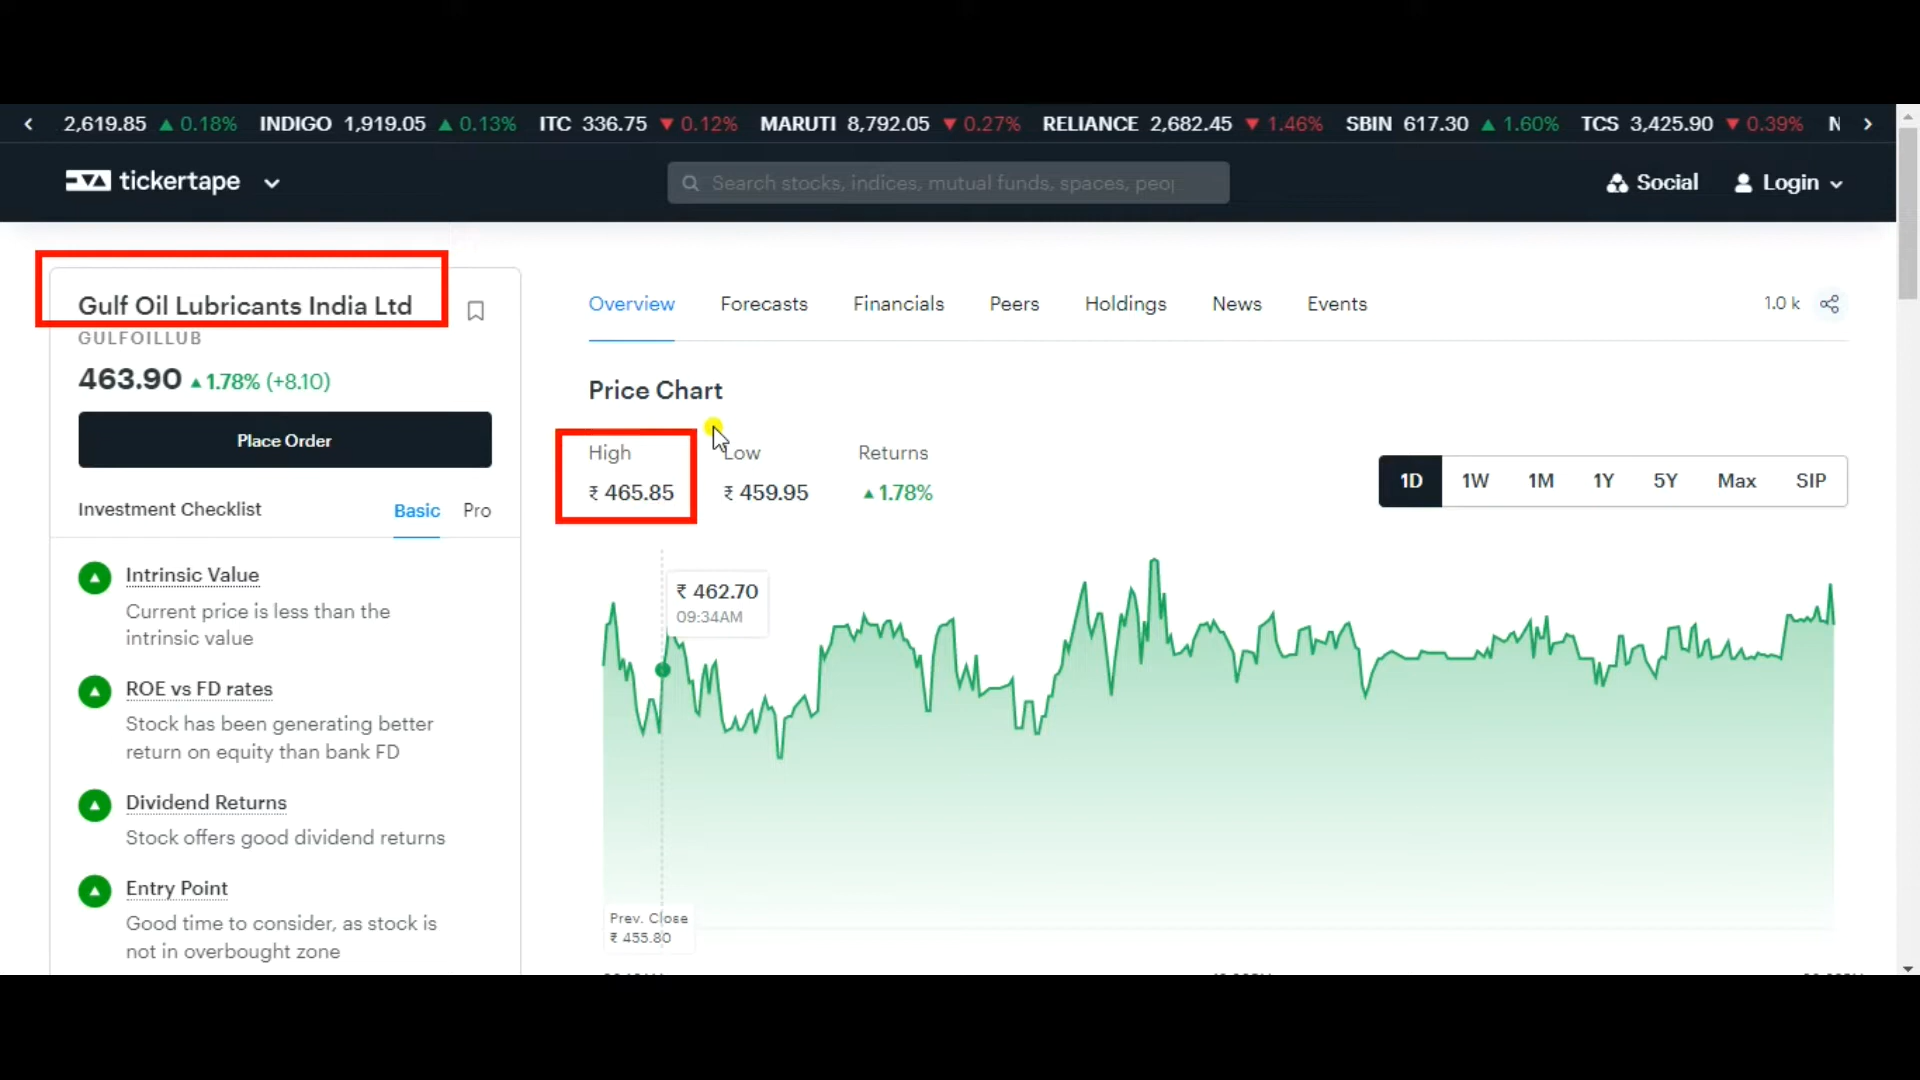 2,619.85 ▲ 0.18% INDIGO 1,919.05 ▲ 0.13% ITC 336.75 ▼ 0.12% MARUTI 8,792.05 ▼ 0.27% RELIANCE 2,682.45 ▼ 1.46% SBIN 617.30 ▲ 1.60% TCS 3,425.90 ▼ 0.39% N
tickertape
Search stocks, indices, mutual funds, spaces, peop
Social
Login
Gulf Oil Lubricants India Ltd
GULFOILLUB
463.90 ▲ 1.78% (+8.10)
Place Order
Investment Checklist Basic Pro
Intrinsic Value
Current price is less than the
intrinsic value
ROE vs FD rates
Stock has been generating better
return on equity than bank FD
Dividend Returns
Stock offers good dividend returns
Entry Point
Good time to consider, as stock is
not in overbought zone
Overview Forecasts Financials Peers Holdings News Events
1.0 k
Price Chart
High Low Returns
₹ 465.85 ₹ 459.95 ▲ 1.78%
1D 1W 1M 1Y 5Y Max SIP
₹ 462.70
09:34AM
Prev. Close
₹ 455.80